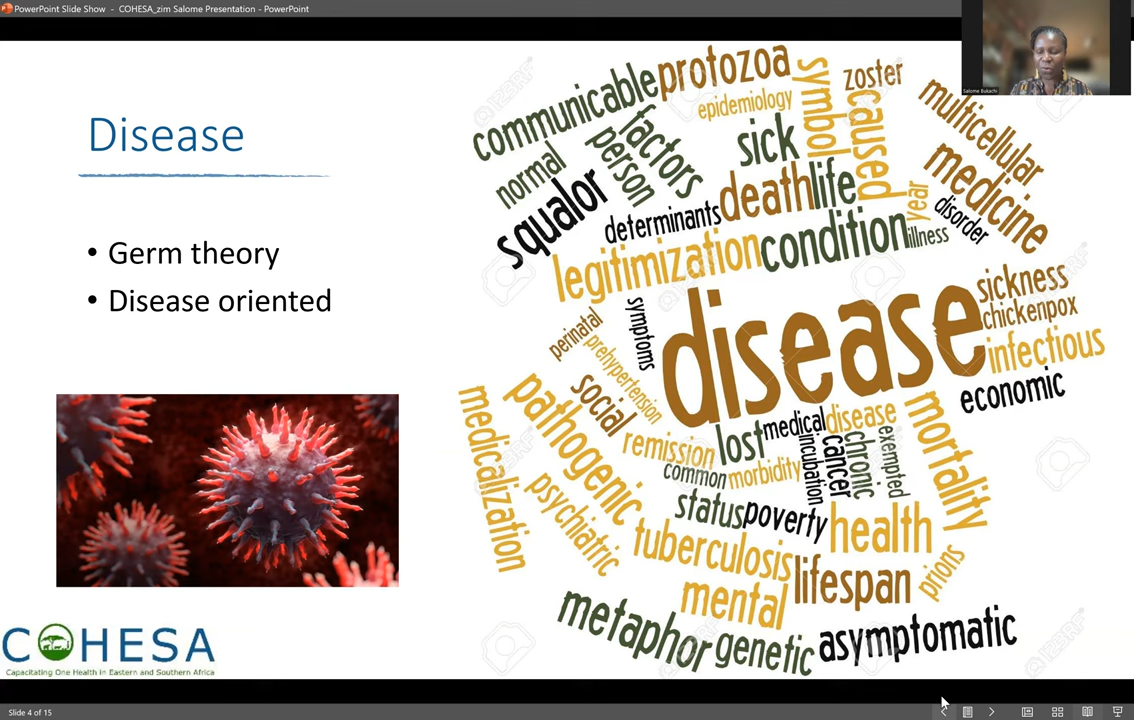 PowerPoint Slide Show - COHESA_zim Salome Presentation - PowerPoint
Salome Bukachi
Disease
• Germ theory
• Disease oriented
communicable
protozoa
epidemiology
symbol
zoster
caused
multicellular
factors
person
normal
sick
medicine
squalor
determinants
death
life
year
disorder
legitimization
condition
illness
disease
sickness
chickenpox
infectious
economic
perinatal
symptoms
prehypertension
social
pathogenic
medicalization
remission
lost
medical
disease
incubation
cancer
chronic
exempted
mortality
common
morbidity
psychiatric
status
poverty
health
tuberculosis
lifespan
prions
mental
metaphor
genetic
asymptomatic
123RF
COHESA
Capacitating One Health in Eastern and Southern Africa
Slide 4 of 15